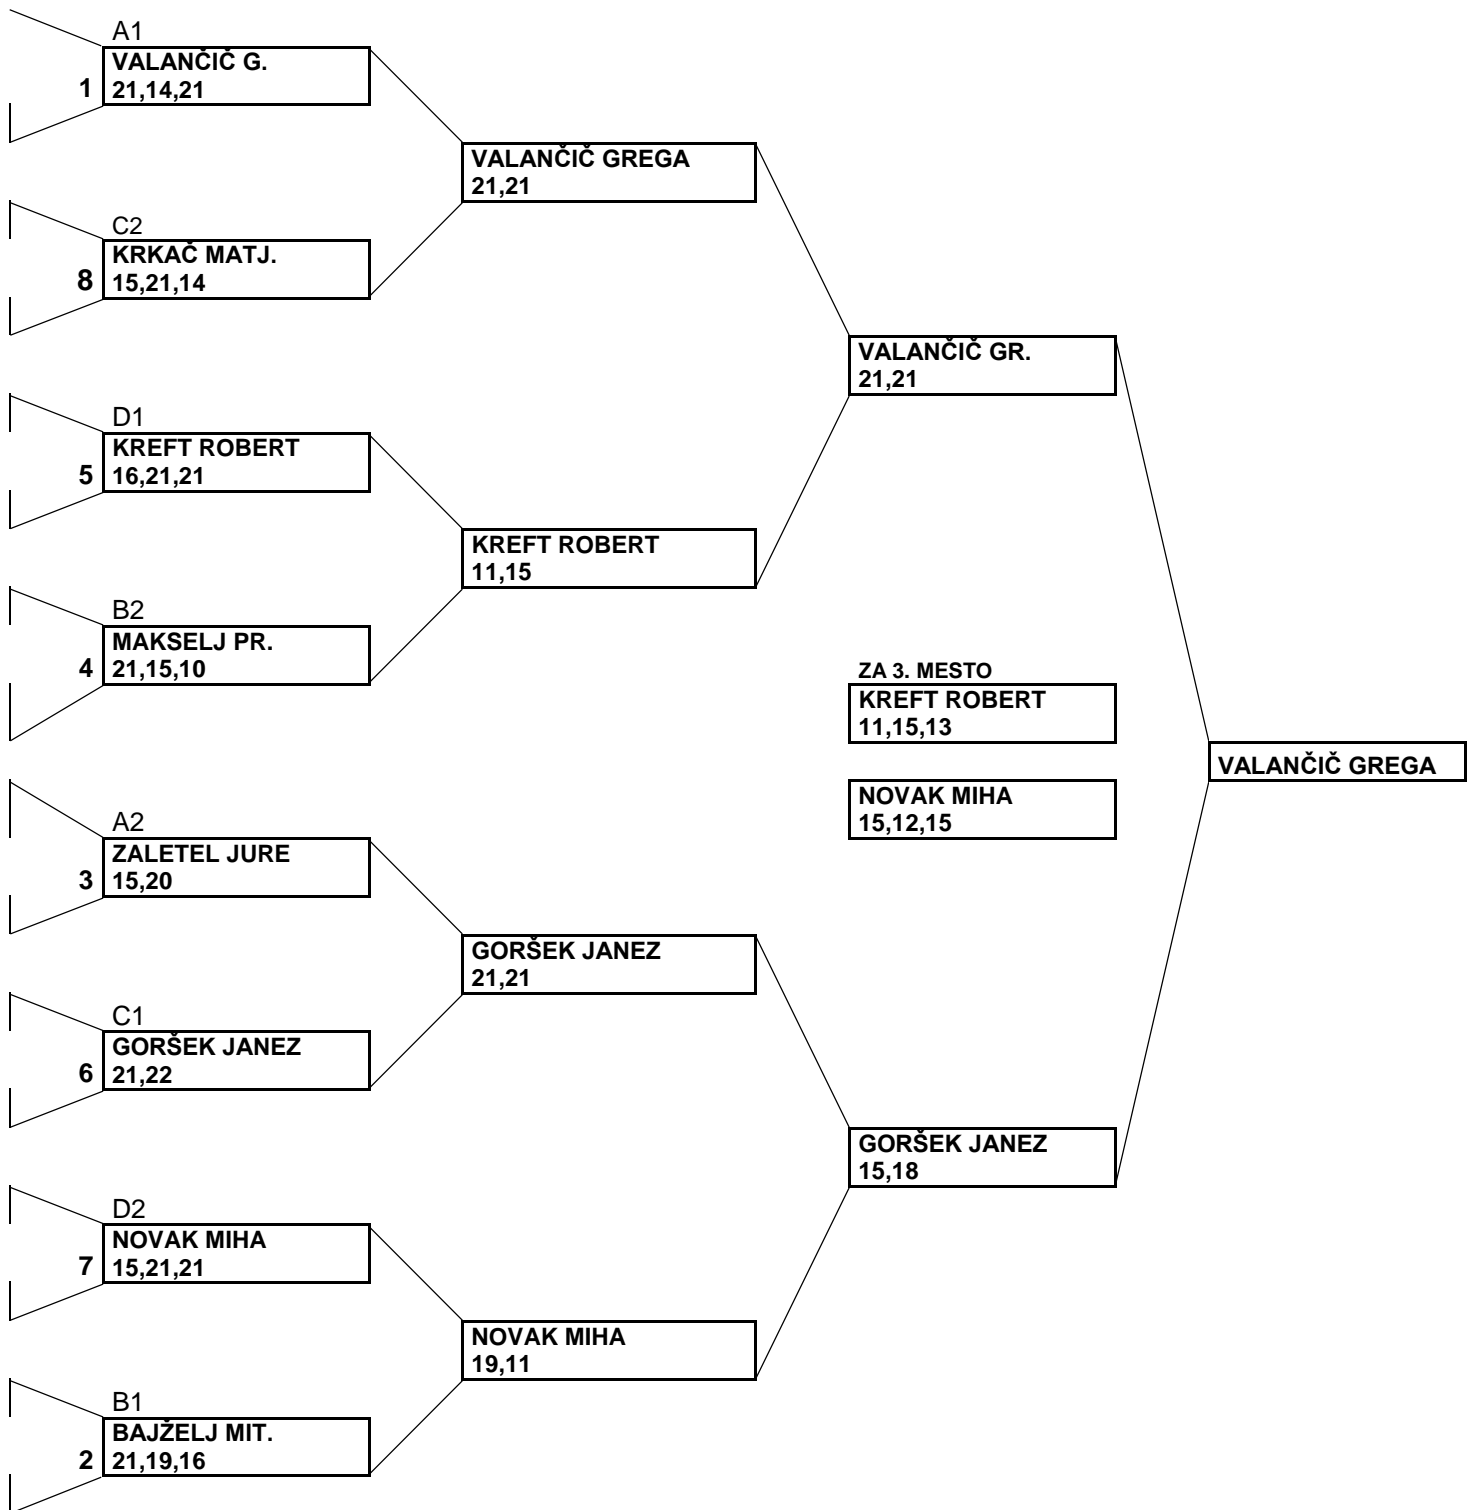 A1
VALANČIČ G.
1 21,14,21
VALANČIČ GREGA
21,21
C2
KRKAČ MATJ.
8 15,21,14
VALANČIČ GR.
21,21
D1
KREFT ROBERT
5 16,21,21
KREFT ROBERT
11,15
B2
MAKSELJ PR.
4 21,15,10
ZA 3. MESTO
KREFT ROBERT
11,15,13
VALANČIČ GREGA
NOVAK MIHA
15,12,15
A2
ZALETEL JURE
3 15,20
GORŠEK JANEZ
21,21
C1
GORŠEK JANEZ
6 21,22
GORŠEK JANEZ
15,18
D2
NOVAK MIHA
7 15,21,21
NOVAK MIHA
19,11
B1
BAJŽELJ MIT.
2 21,19,16